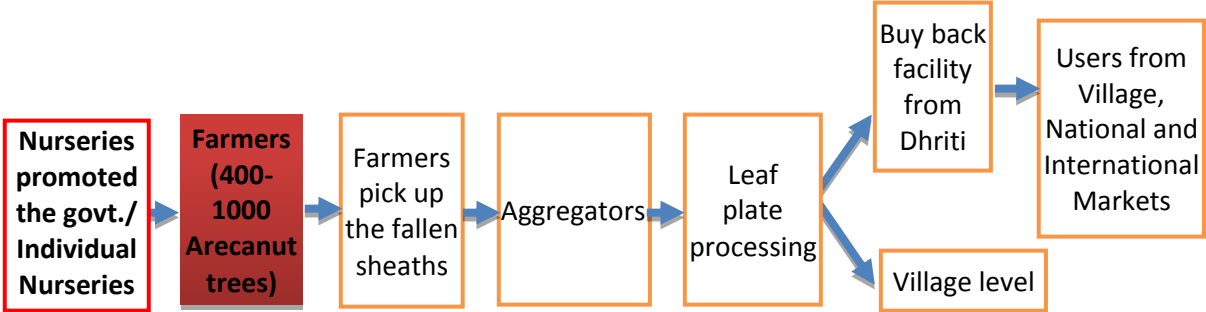 Nurseries
promoted
the govt./
Individual
Nurseries
Farmers
(400-
1000
Arecanut
trees)
Farmers
pick up
the fallen
sheaths
Aggregators
Leaf
plate
processing
Buy back
facility
from
Dhriti
Users from
Village,
National and
International
Markets
Village level